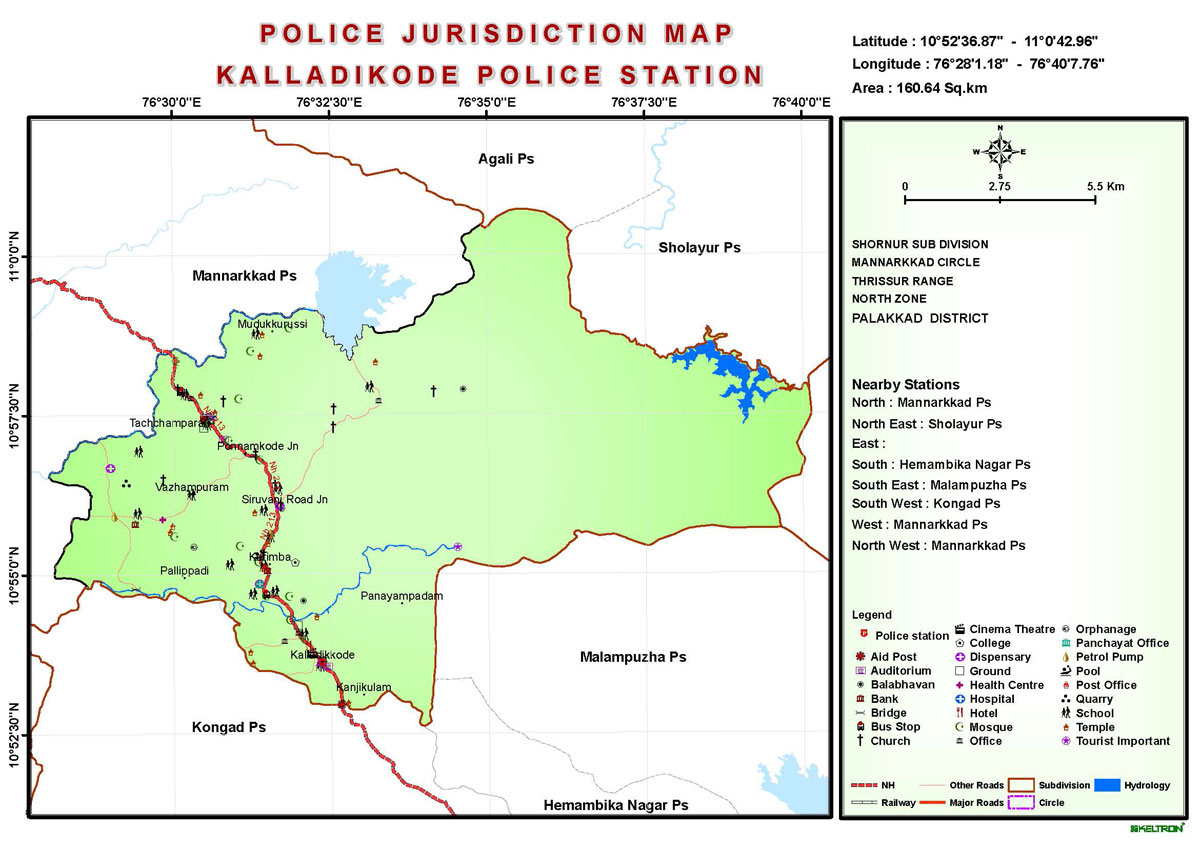 POLICE JURISDICTION MAP
KALLADIKODE POLICE STATION
Latitude : 10°52'36.87" - 11°0'42.96"
Longitude : 76°28'1.18" - 76°40'7.76"
Area : 160.64 Sq.km
76°30'0"E 76°32'30"E 76°35'0"E 76°37'30"E 76°40'0"E
11°0'0"N
10°57'30"N
10°55'0"N
10°52'30"N
Agali Ps
Sholayur Ps
Mannarkkad Ps
Mudukkurussi
Tachchampara
NH 213
Ponnamkode Jn
Vazhampuram
Siruvani Road Jn
NH 213
Karimba
Pallippadi
Panayampadam
Kalladikkode
Malampuzha Ps
Kanjikulam
Kongad Ps
Hemambika Nagar Ps
N
W E
S
0 2.75 5.5 Km
SHORNUR SUB DIVISION
MANNARKKAD CIRCLE
THRISSUR RANGE
NORTH ZONE
PALAKKAD DISTRICT
Nearby Stations
North : Mannarkkad Ps
North East : Sholayur Ps
East :
South : Hemambika Nagar Ps
South East : Malampuzha Ps
South West : Kongad Ps
West : Mannarkkad Ps
North West : Mannarkkad Ps
Legend
Police station Cinema Theatre Orphanage
College Panchayat Office
Aid Post Dispensary Petrol Pump
Auditorium Ground Pool
Balabhavan Health Centre Post Office
Bank Hospital Quarry
Bridge Hotel School
Bus Stop Mosque Temple
Church Office Tourist Important
NH Other Roads Subdivision Hydrology
Railway Major Roads Circle
KELTRON